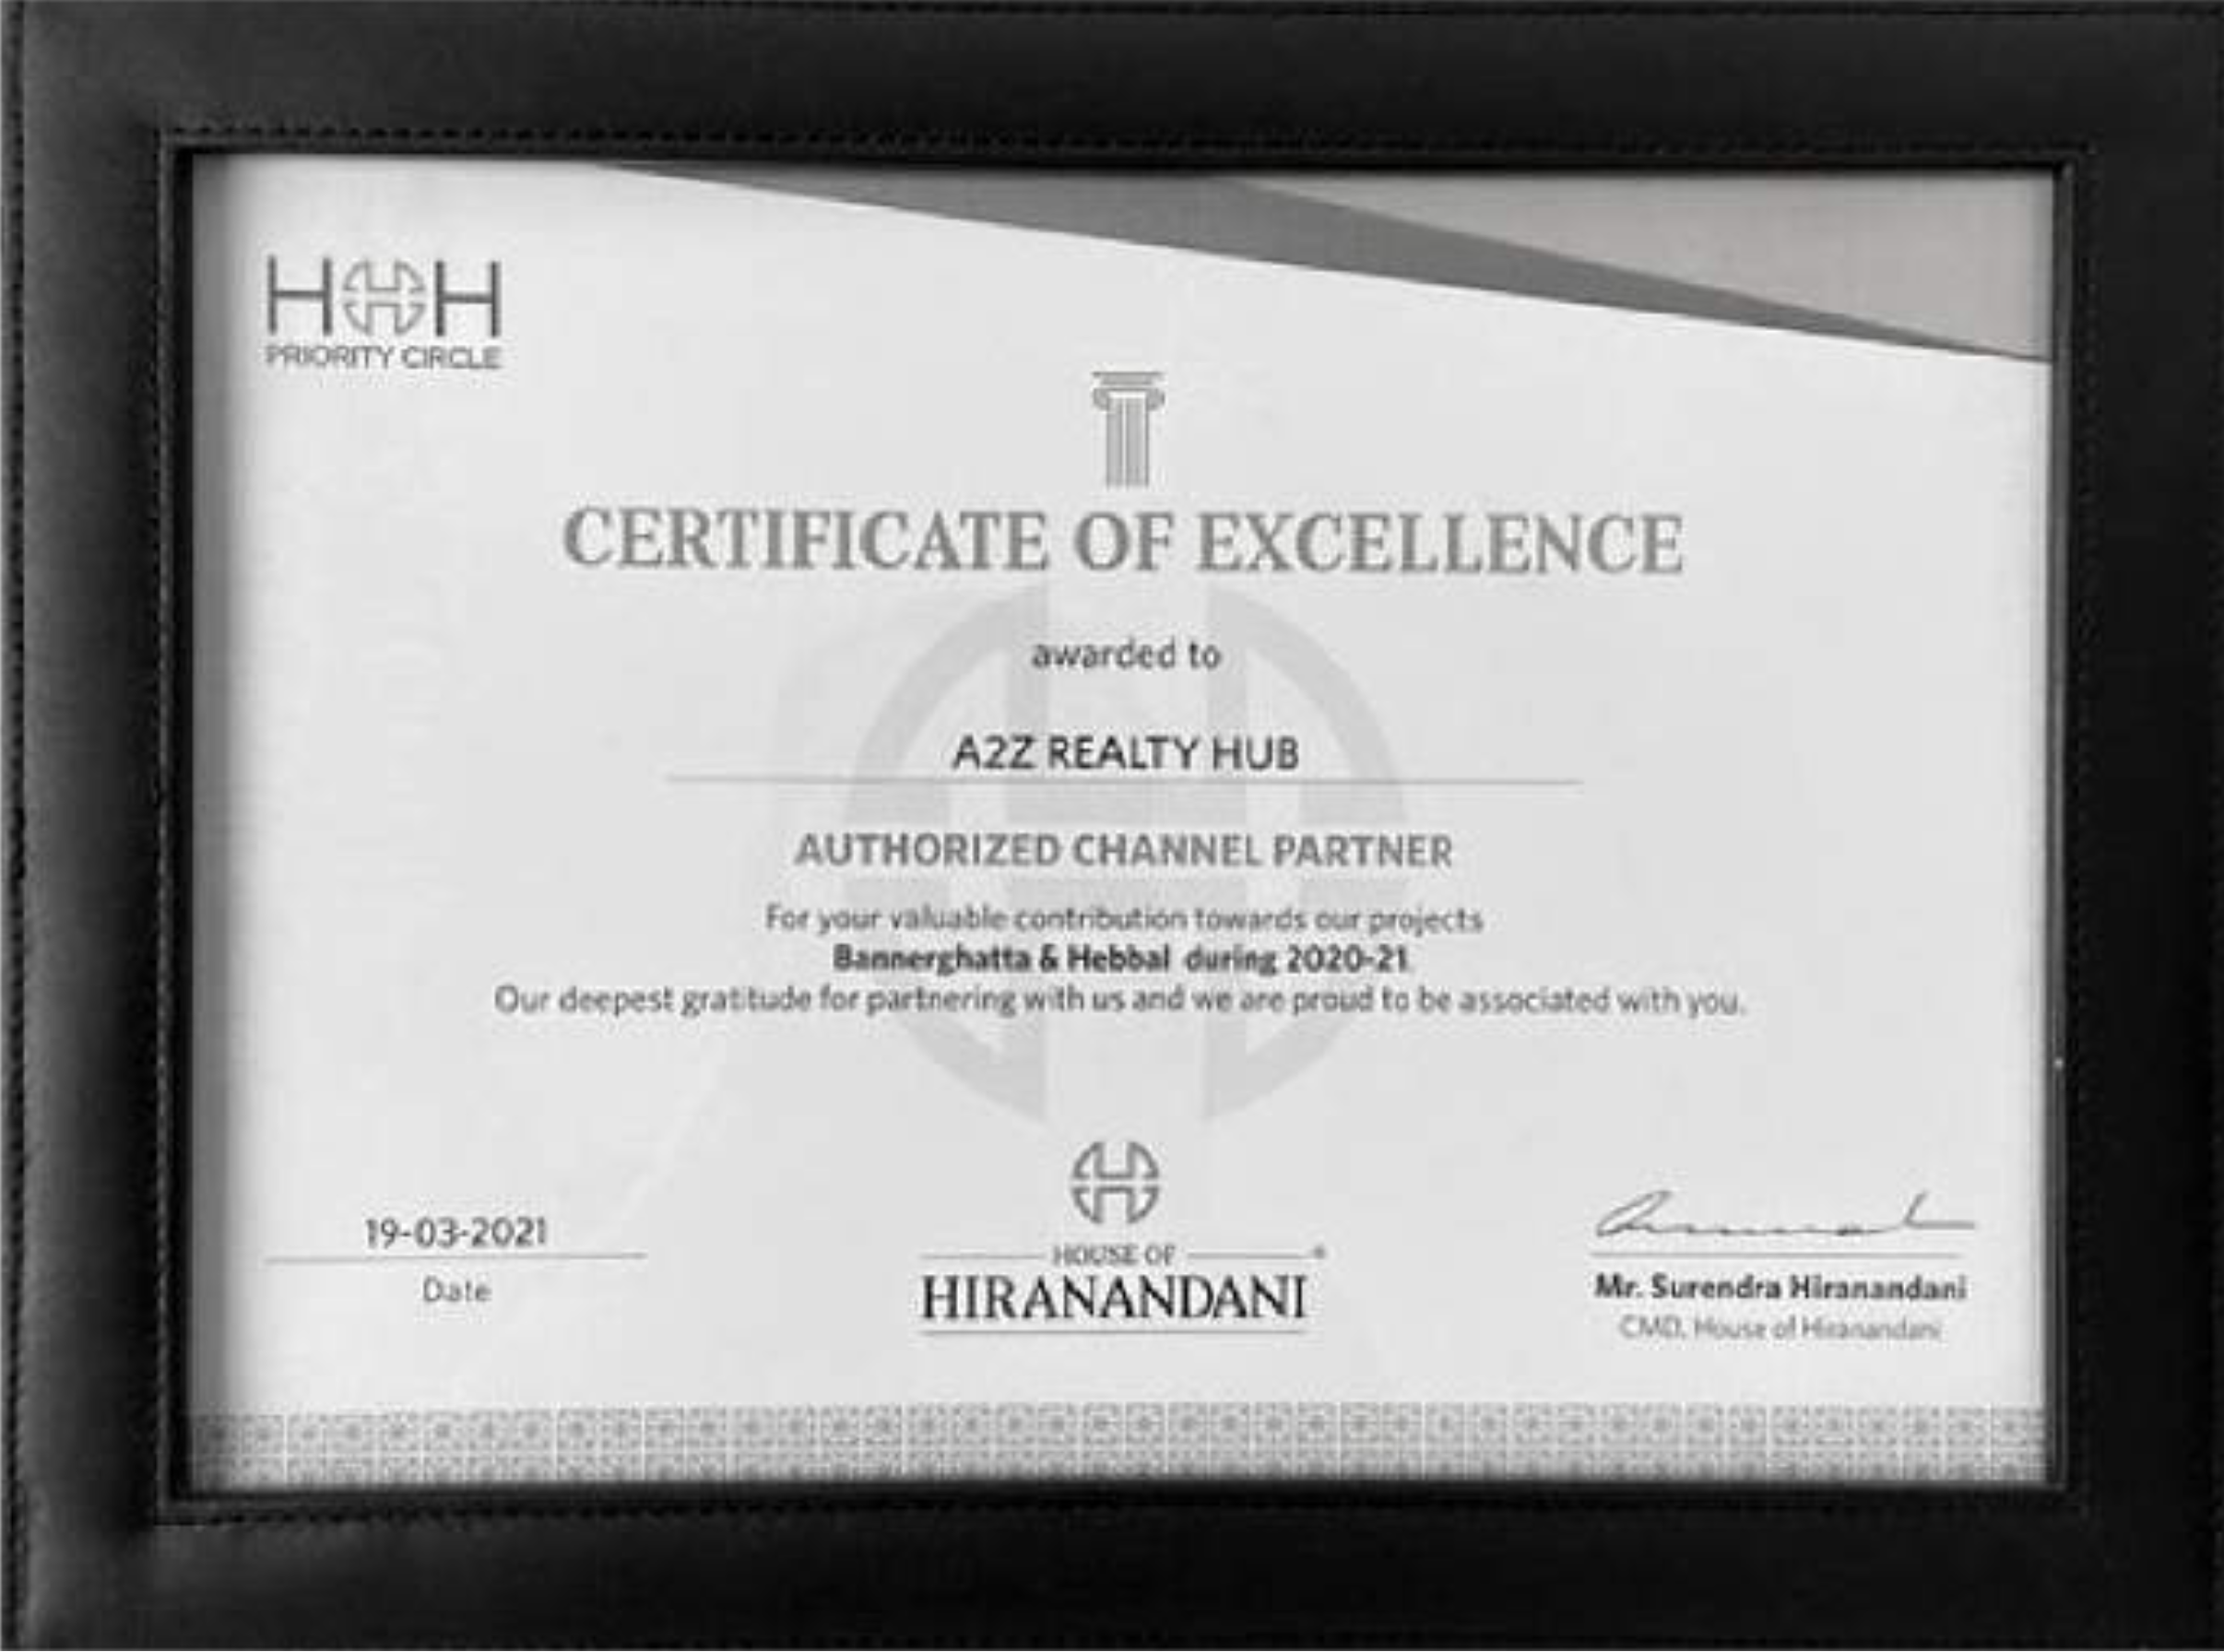 HHH
PRIORITY CIRCLE
CERTIFICATE OF EXCELLENCE
awarded to
A2Z REALTY HUB
AUTHORIZED CHANNEL PARTNER
For your valuable contribution towards our projects
Bannerghatta & Hebbal during 2020-21
Our deepest gratitude for partnering with us and we are proud to be associated with you.
19-03-2021
Date
HOUSE OF
HIRANANDANI
Mr. Surendra Hiranandani
CMD, House of Hiranandani